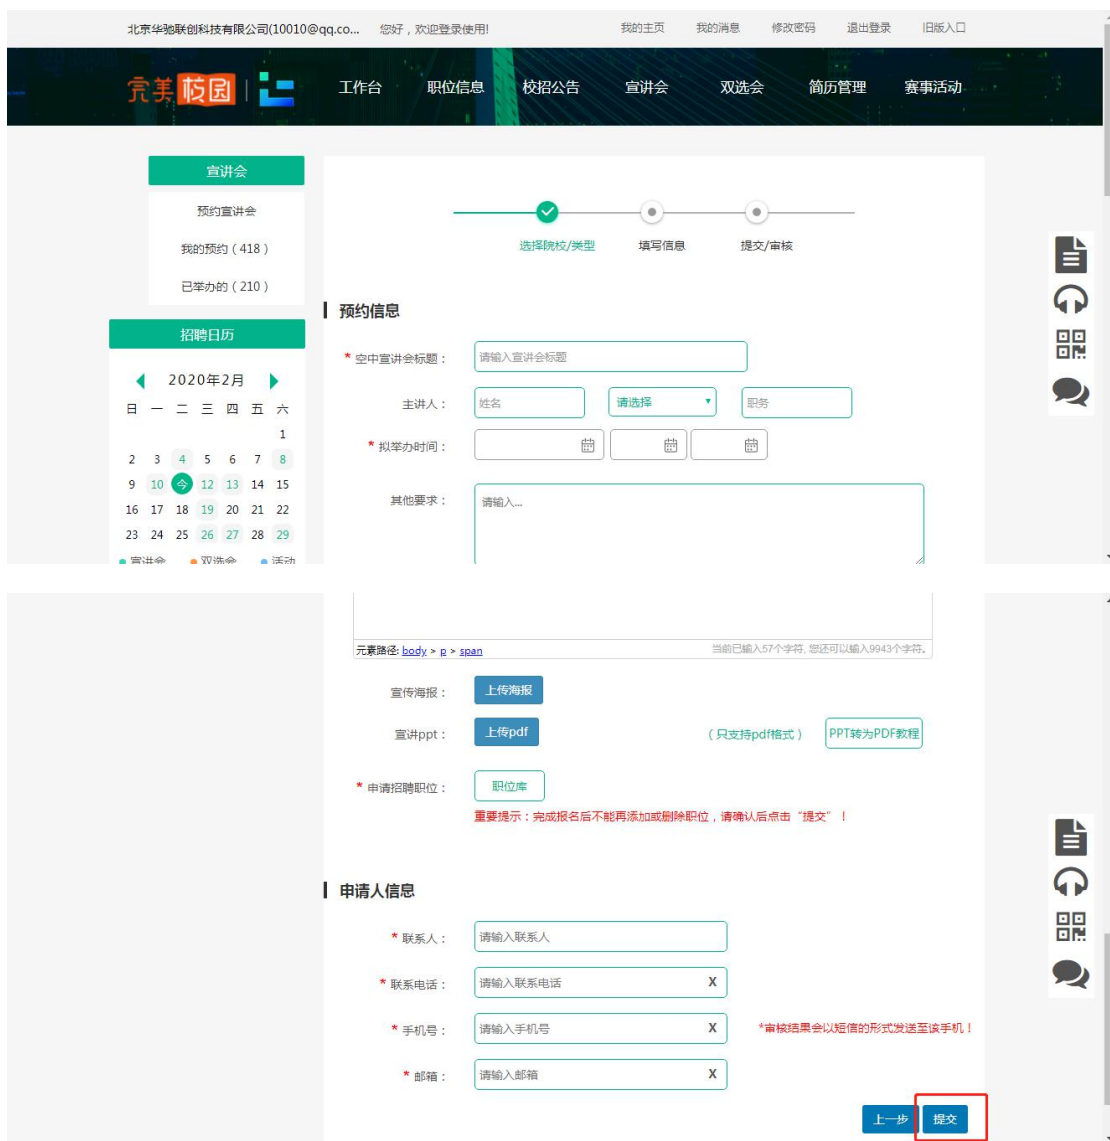 北京华驰联创科技有限公司(10010@qq.co... 您好，欢迎登录使用! 我的主页 我的消息 修改密码 退出登录 旧版入口
完美校园 工作台 职位信息 校招公告 宣讲会 双选会 简历管理 赛事活动
宣讲会
预约宣讲会
我的预约（418）
已举办的（210）
选择院校/类型 填写信息 提交/审核
预约信息
* 空中宣讲会标题： 请输入宣讲会标题
主讲人： 姓名 请选择 职务
* 拟举办时间：
其他要求： 请输入...
招聘日历
2020年2月
日 一 二 三 四 五 六
1
2 3 4 5 6 7 8
9 10 今 12 13 14 15
16 17 18 19 20 21 22
23 24 25 26 27 28 29
宣讲会 双选会 活动
元素路径: body > p > span 当前已输入57个字符, 您还可以输入9943个字符。
宣传海报： 上传海报
宣讲ppt： 上传pdf （只支持pdf格式） PPT转为PDF教程
* 申请招聘职位： 职位库
重要提示：完成报名后不能再添加或删除职位，请确认后点击“提交”！
申请人信息
* 联系人： 请输入联系人
* 联系电话： 请输入联系电话 X
* 手机号： 请输入手机号 X *审核结果会以短信的形式发送至该手机！
* 邮箱： 请输入邮箱 X
上一步 提交